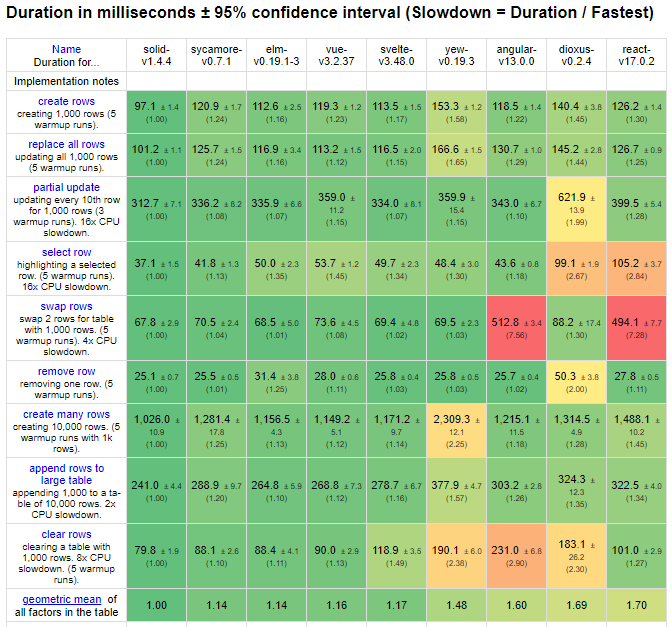 Duration in milliseconds ± 95% confidence interval (Slowdown = Duration / Fastest)
Name
Duration for...
solid-
v1.4.4
sycamore-
v0.7.1
elm-
v0.19.1-3
vue-
v3.2.37
svelte-
v3.48.0
yew-
v0.19.3
angular-
v13.0.0
dioxus-
v0.2.4
react-
v17.0.2
Implementation notes
create rows
creating 1,000 rows (5
warmup runs).
97.1 ± 1.4
(1.00)
120.9 ± 1.7
(1.24)
112.6 ± 2.5
(1.16)
119.3 ± 1.2
(1.23)
113.5 ± 1.5
(1.17)
153.3 ± 1.2
(1.58)
118.5 ± 1.4
(1.22)
140.4 ± 3.8
(1.45)
126.2 ± 1.4
(1.30)
replace all rows
updating all 1,000 rows
(5 warmup runs).
101.2 ± 1.1
(1.00)
125.7 ± 1.5
(1.24)
116.9 ± 3.4
(1.16)
113.2 ± 1.5
(1.12)
116.5 ± 2.0
(1.15)
166.6 ± 1.5
(1.65)
130.7 ± 1.0
(1.29)
145.2 ± 2.8
(1.44)
126.7 ± 0.9
(1.25)
partial update
updating every 10th row
for 1,000 rows (3
warmup runs). 16x CPU
slowdown.
312.7 ± 7.1
(1.00)
336.2 ± 8.2
(1.08)
335.9 ± 6.6
(1.07)
359.0 ±
11.2
(1.15)
334.0 ± 8.1
(1.07)
359.9 ±
15.4
(1.15)
343.0 ± 6.7
(1.10)
621.9 ±
13.9
(1.99)
399.5 ± 5.4
(1.28)
select row
highlighting a selected
row. (5 warmup runs).
16x CPU slowdown.
37.1 ± 1.5
(1.00)
41.8 ± 1.3
(1.13)
50.0 ± 2.3
(1.35)
53.7 ± 1.2
(1.45)
49.7 ± 2.3
(1.34)
48.4 ± 3.0
(1.30)
43.6 ± 0.8
(1.18)
99.1 ± 1.9
(2.67)
105.2 ± 3.7
(2.84)
swap rows
swap 2 rows for table
with 1,000 rows. (5
warmup runs). 4x CPU
slowdown.
67.8 ± 2.9
(1.00)
70.5 ± 2.4
(1.04)
68.5 ± 5.0
(1.01)
73.6 ± 4.5
(1.08)
69.4 ± 4.8
(1.02)
69.5 ± 2.3
(1.03)
512.8 ± 3.4
(7.56)
88.2 ± 17.4
(1.30)
494.1 ± 7.7
(7.28)
remove row
removing one row. (5
warmup runs).
25.1 ± 0.7
(1.00)
25.5 ± 0.5
(1.01)
31.4 ± 3.8
(1.25)
28.0 ± 0.6
(1.11)
25.8 ± 0.4
(1.03)
25.8 ± 0.5
(1.03)
25.7 ± 0.4
(1.02)
50.3 ± 3.8
(2.00)
27.8 ± 0.5
(1.11)
create many rows
creating 10,000 rows. (5
warmup runs with 1k
rows).
1,026.0 ±
10.9
(1.00)
1,281.4 ±
17.8
(1.25)
1,156.5 ±
4.3
(1.13)
1,149.2 ±
5.1
(1.12)
1,171.2 ±
9.7
(1.14)
2,309.3 ±
12.1
(2.25)
1,215.1 ±
11.5
(1.18)
1,314.5 ±
4.9
(1.28)
1,488.1 ±
10.2
(1.45)
append rows to
large table
appending 1,000 to a ta-
ble of 10,000 rows. 2x
CPU slowdown.
241.0 ± 4.4
(1.00)
288.9 ± 9.7
(1.20)
264.8 ± 5.9
(1.10)
268.8 ± 7.3
(1.12)
278.7 ± 6.7
(1.16)
377.9 ± 4.7
(1.57)
303.2 ± 2.8
(1.26)
324.3 ±
12.3
(1.35)
322.5 ± 4.0
(1.34)
clear rows
clearing a table with
1,000 rows. 8x CPU
slowdown. (5 warmup
runs).
79.8 ± 1.9
(1.00)
88.1 ± 2.6
(1.10)
88.4 ± 4.1
(1.11)
90.0 ± 2.9
(1.13)
118.9 ± 3.5
(1.49)
190.1 ± 6.0
(2.38)
231.0 ± 6.8
(2.90)
183.1 ±
26.2
(2.30)
101.0 ± 2.9
(1.27)
geometric mean of
all factors in the table
1.00
1.14
1.14
1.16
1.17
1.48
1.60
1.69
1.70